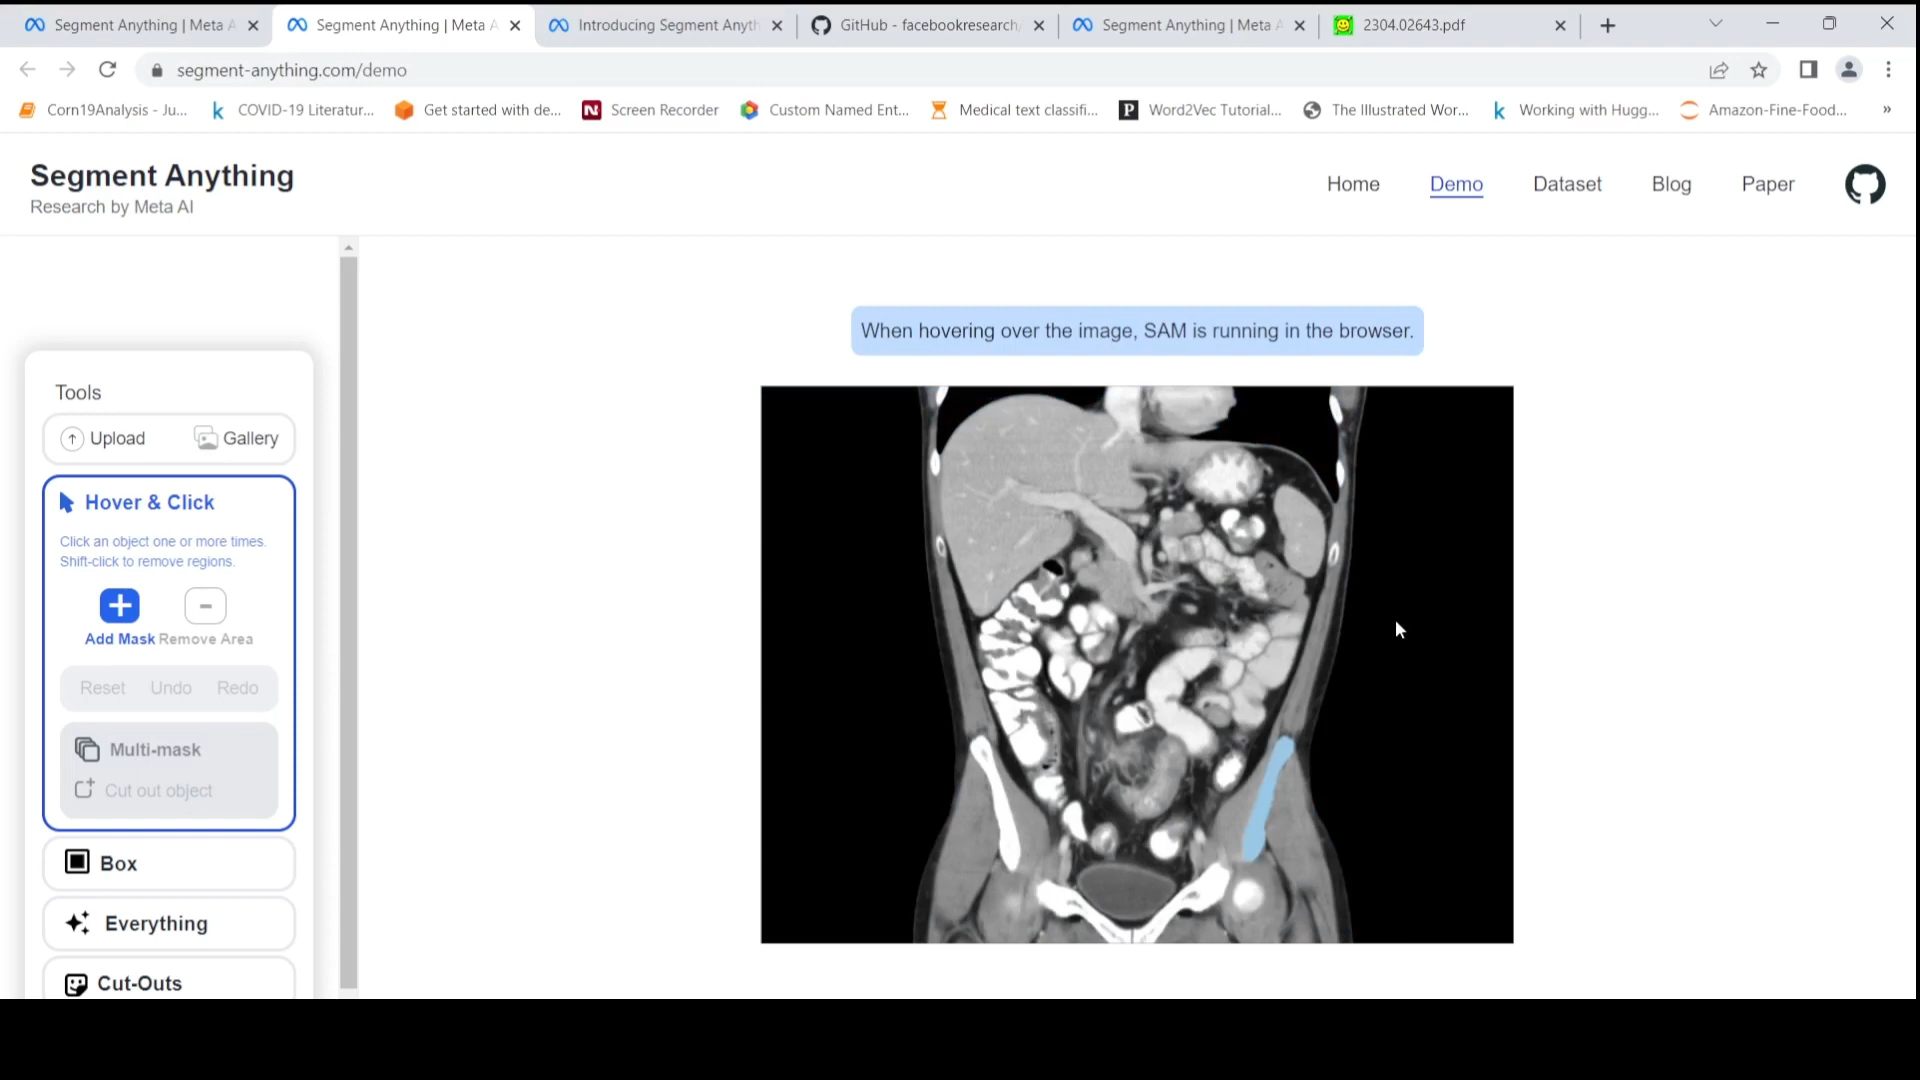 Segment Anything | Meta A
Segment Anything | Meta A
Introducing Segment Anyth
GitHub - facebookresearch/
Segment Anything | Meta A
2304.02643.pdf
segment-anything.com/demo
Corn19Analysis - Ju...
COVID-19 Literatur...
Get started with de...
Screen Recorder
Custom Named Ent...
Medical text classifi...
Word2Vec Tutorial...
The Illustrated Wor...
Working with Hugg...
Amazon-Fine-Food...
»
Segment Anything
Research by Meta AI
Home
Demo
Dataset
Blog
Paper
When hovering over the image, SAM is running in the browser.
Tools
Upload
Gallery
Hover & Click
Click an object one or more times.
Shift-click to remove regions.
Add Mask
Remove Area
Reset
Undo
Redo
Multi-mask
Cut out object
Box
Everything
Cut-Outs